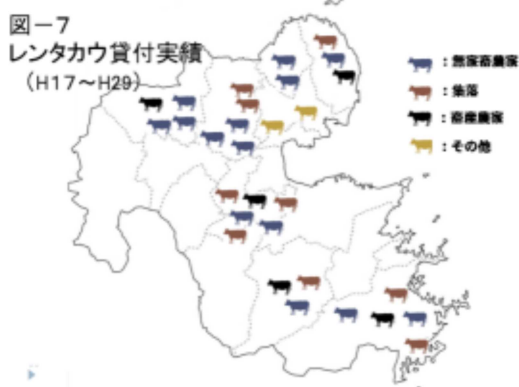 図－７
レンタカウ貸付実績
（H１７～H２９）
：無家畜農家
：集落
：畜産農家
：その他